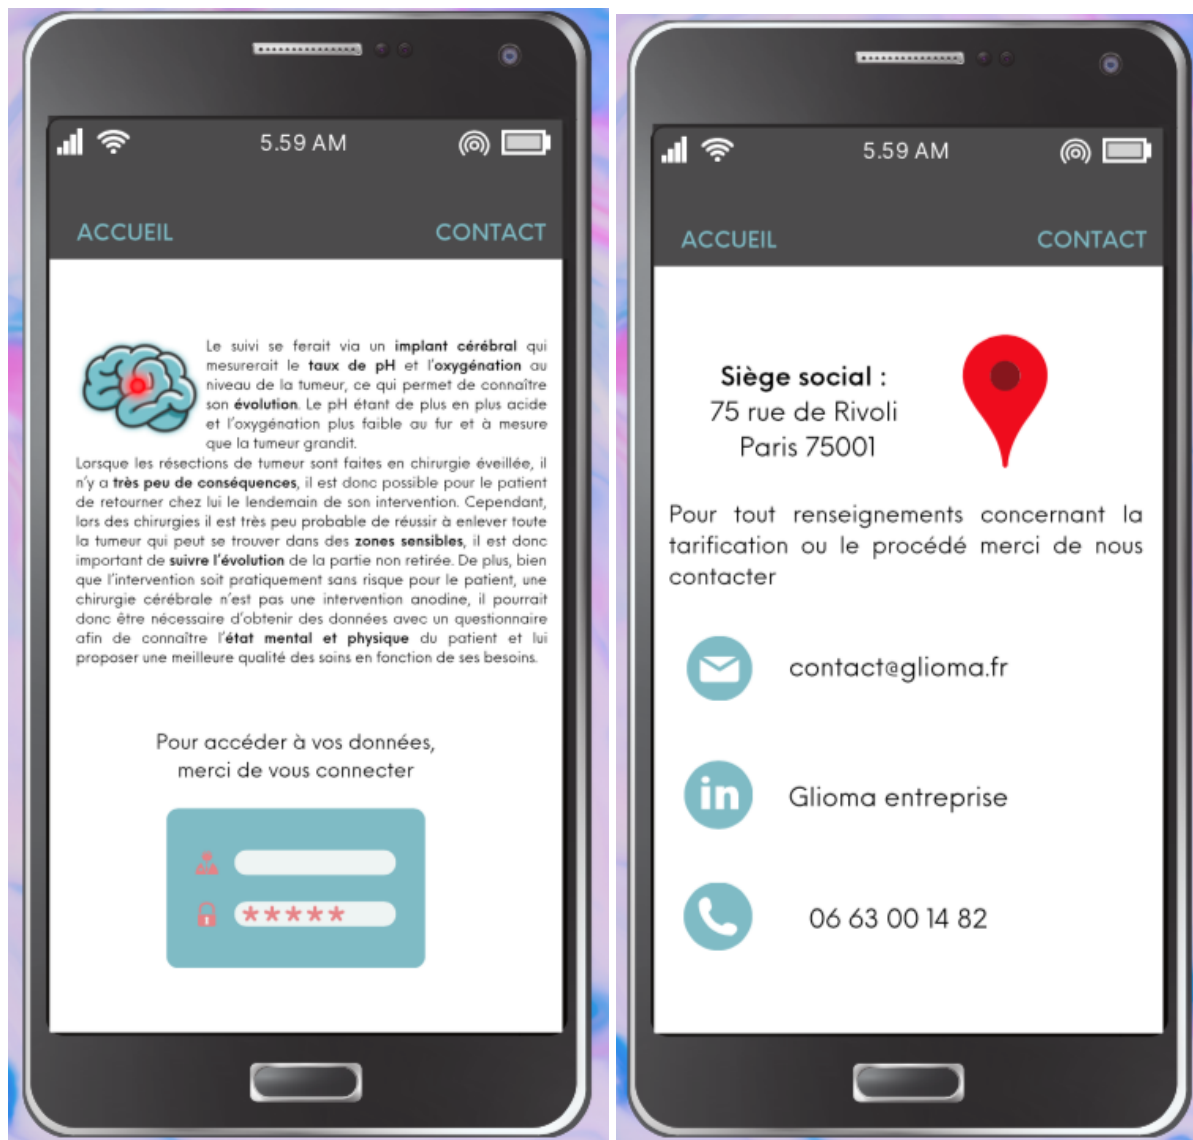 5.59 AM
ACCUEIL
CONTACT
Le suivi se ferait via un implant cérébral qui
mesurerait le taux de pH et l'oxygénation au
niveau de la tumeur, ce qui permet de connaître
son évolution. Le pH étant de plus en plus acide
et l'oxygénation plus faible au fur et à mesure
que la tumeur grandit.
Lorsque les résections de tumeur sont faites en chirurgie éveillée, il
n'y a très peu de conséquences, il est donc possible pour le patient
de retourner chez lui le lendemain de son intervention. Cependant,
lors des chirurgies il est très peu probable de réussir à enlever toute
la tumeur qui peut se trouver dans des zones sensibles, il est donc
important de suivre l'évolution de la partie non retirée. De plus, bien
que l'intervention soit pratiquement sans risque pour le patient, une
chirurgie cérébrale n'est pas une intervention anodine, il pourrait
donc être nécessaire d'obtenir des données avec un questionnaire
afin de connaître l'état mental et physique du patient et lui
proposer une meilleure qualité des soins en fonction de ses besoins.
Pour accéder à vos données,
merci de vous connecter
*****
5.59 AM
ACCUEIL
CONTACT
Siège social :
75 rue de Rivoli
Paris 75001
Pour tout renseignements concernant la
tarification ou le procédé merci de nous
contacter
contact@glioma.fr
in
Glioma entreprise
06 63 00 14 82